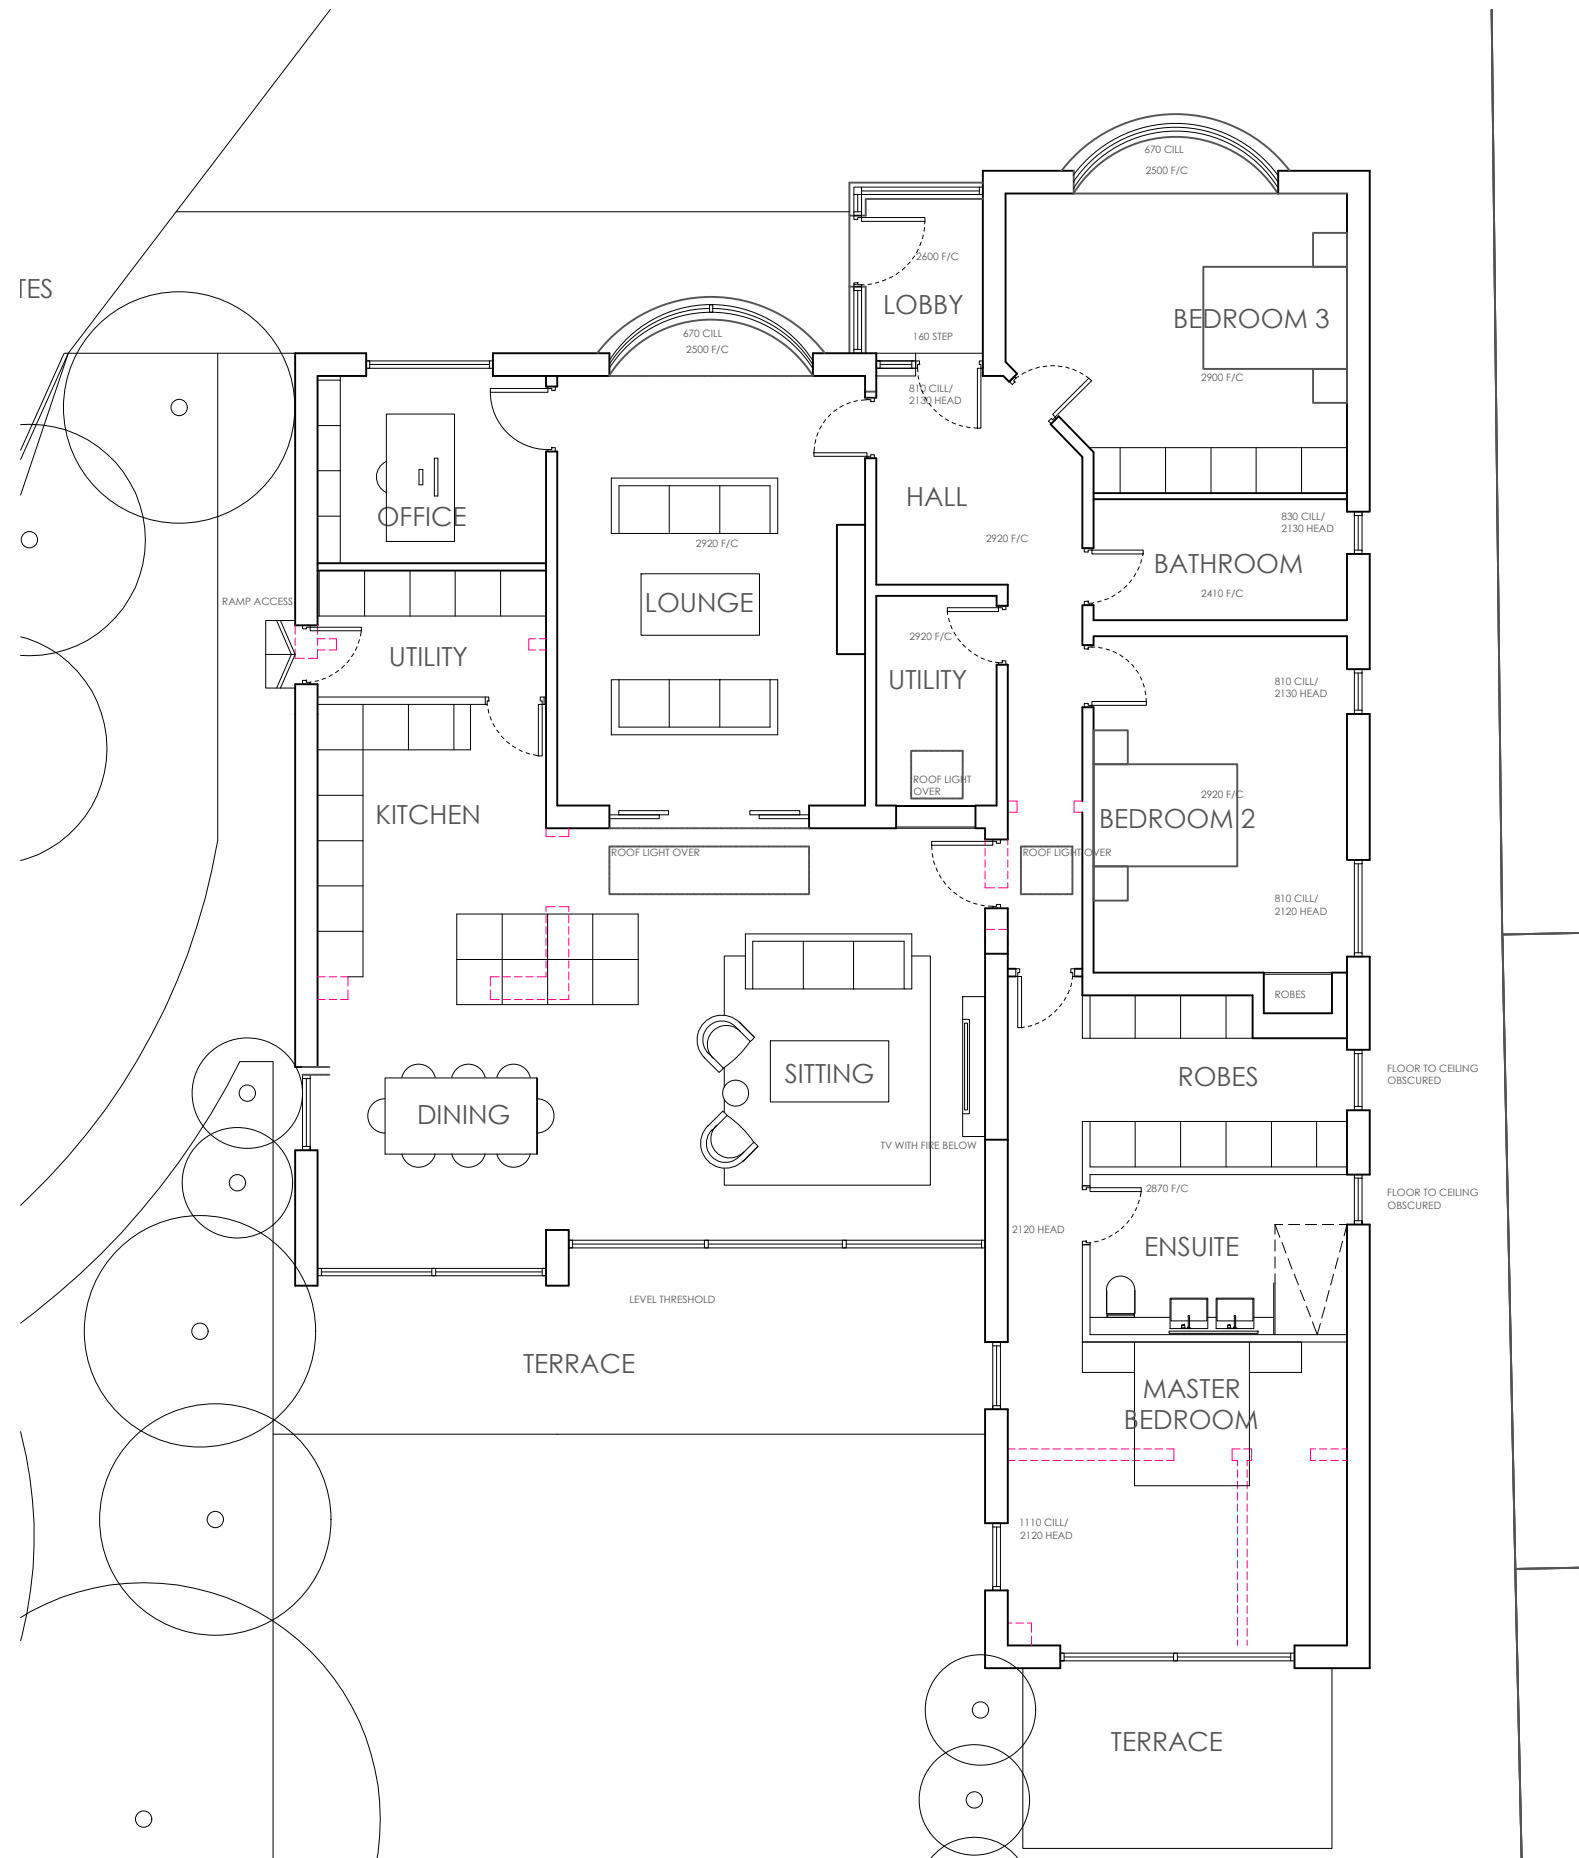 670 CILL
2500 F/C
2600 F/C
LOBBY
160 STEP
BEDROOM 3
2900 F/C
TES
670 CILL
2500 F/C
810 CILL/
2130 HEAD
OFFICE
HALL
2920 F/C
2920 F/C
830 CILL/
2130 HEAD
BATHROOM
2410 F/C
RAMP ACCESS
LOUNGE
UTILITY
2920 F/C
UTILITY
810 CILL/
2130 HEAD
ROOF LIGHT
OVER
KITCHEN
2920 F/C
BEDROOM 2
ROOF LIGHT OVER
ROOF LIGHT OVER
810 CILL/
2120 HEAD
ROBES
SITTING
ROBES
FLOOR TO CEILING
OBSCURED
DINING
TV WITH FIRE BELOW
2870 F/C
FLOOR TO CEILING
OBSCURED
2120 HEAD
ENSUITE
LEVEL THRESHOLD
TERRACE
MASTER
BEDROOM
1110 CILL/
2120 HEAD
TERRACE